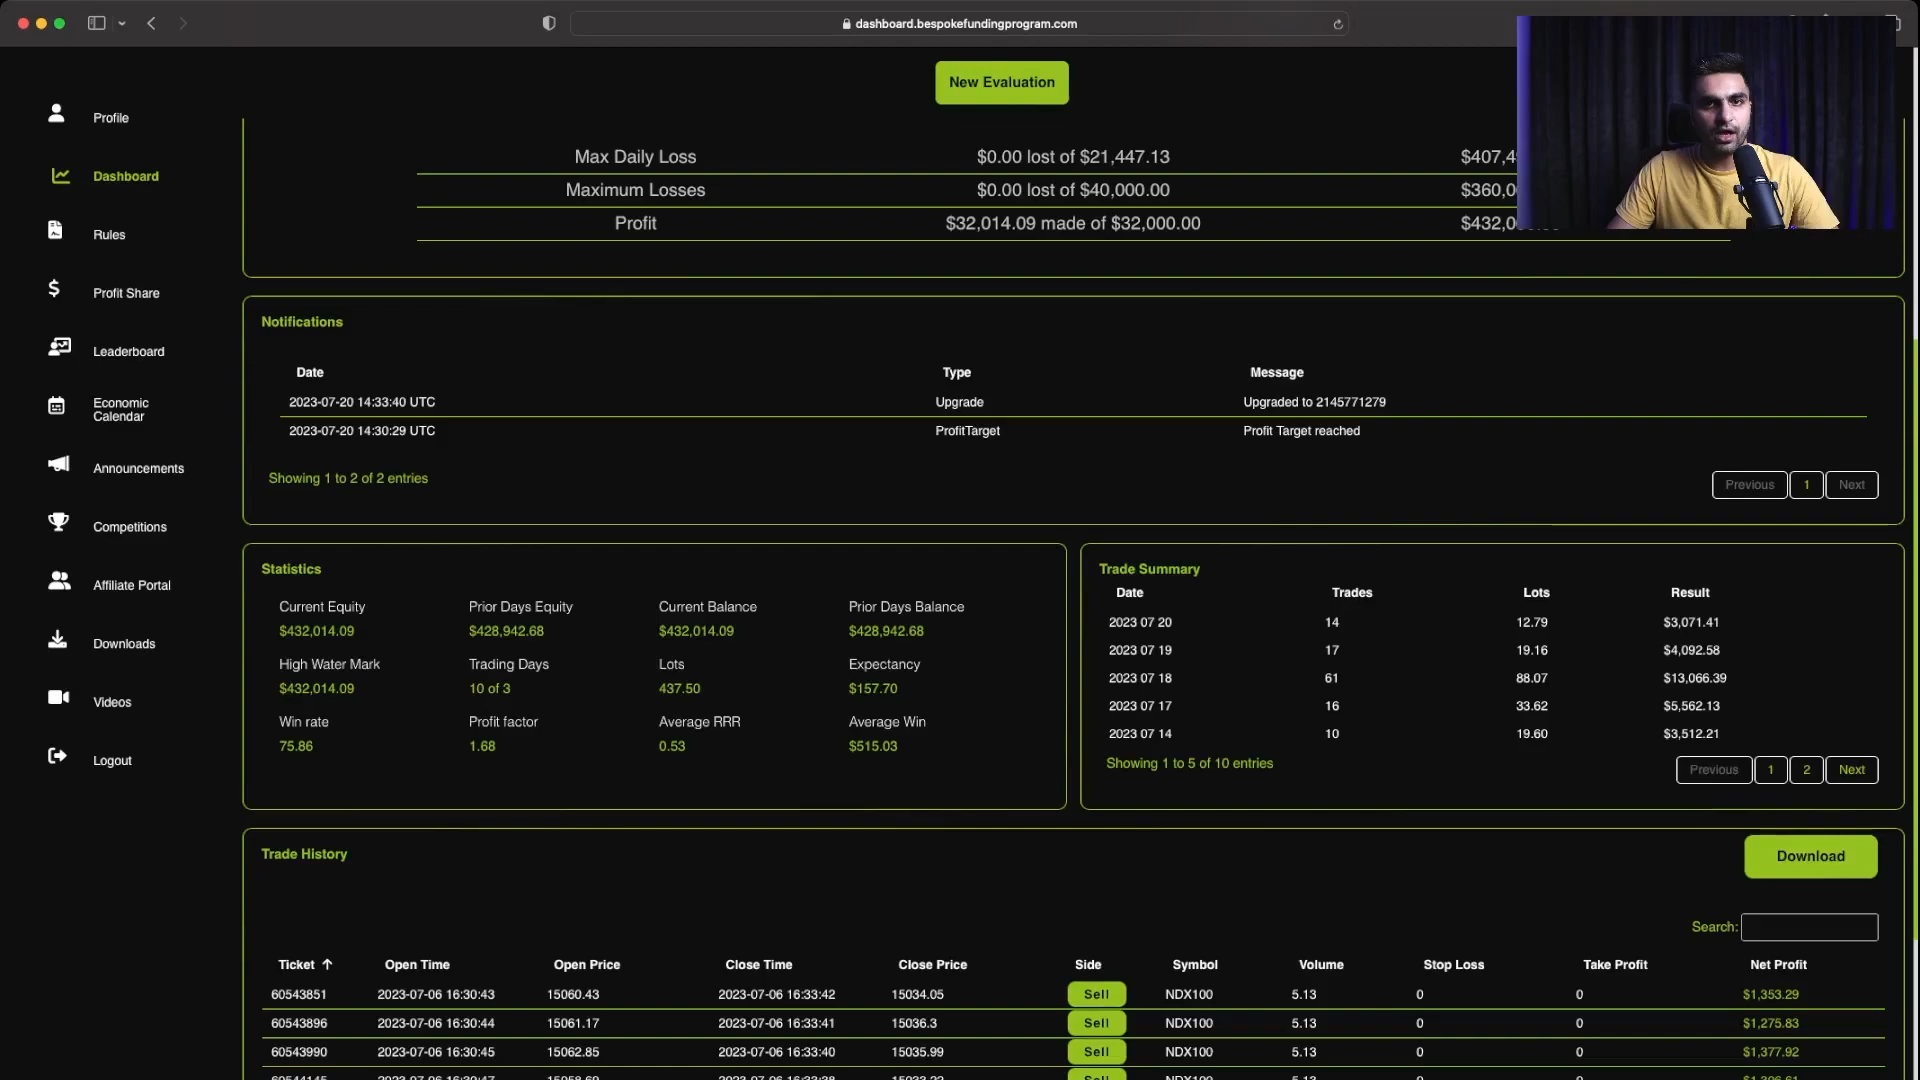 dashboard.bespokefundingprogram.com
New Evaluation
Profile
Dashboard
Rules
Profit Share
Leaderboard
Economic
Calendar
Announcements
Competitions
Affiliate Portal
Downloads
Videos
Logout
Max Daily Loss $0.00 lost of $21,447.13
Maximum Losses $0.00 lost of $40,000.00
Profit $32,014.09 made of $32,000.00
Notifications
Date Type Message
2023-07-20 14:33:40 UTC Upgrade Upgraded to 2145771279
2023-07-20 14:30:29 UTC ProfitTarget Profit Target reached
Showing 1 to 2 of 2 entries
Previous 1 Next
Statistics
Current Equity Prior Days Equity Current Balance Prior Days Balance
$432,014.09 $428,942.68 $432,014.09 $428,942.68
High Water Mark Trading Days Lots Expectancy
$432,014.09 10 of 3 437.50 $157.70
Win rate Profit factor Average RRR Average Win
75.86 1.68 0.53 $515.03
Trade Summary
Date Trades Lots Result
2023 07 20 14 12.79 $3,071.41
2023 07 19 17 19.16 $4,092.58
2023 07 18 61 88.07 $13,066.39
2023 07 17 16 33.62 $5,562.13
2023 07 14 10 19.60 $3,512.21
Showing 1 to 5 of 10 entries
Previous 1 2 Next
Trade History
Download
Search:
Ticket Open Time Open Price Close Time Close Price Side Symbol Volume Stop Loss Take Profit Net Profit
60543851 2023-07-06 16:30:43 15060.43 2023-07-06 16:33:42 15034.05 Sell NDX100 5.13 0 0 $1,353.29
60543896 2023-07-06 16:30:44 15061.17 2023-07-06 16:33:41 15036.3 Sell NDX100 5.13 0 0 $1,275.83
60543990 2023-07-06 16:30:45 15062.85 2023-07-06 16:33:40 15035.99 Sell NDX100 5.13 0 0 $1,377.92